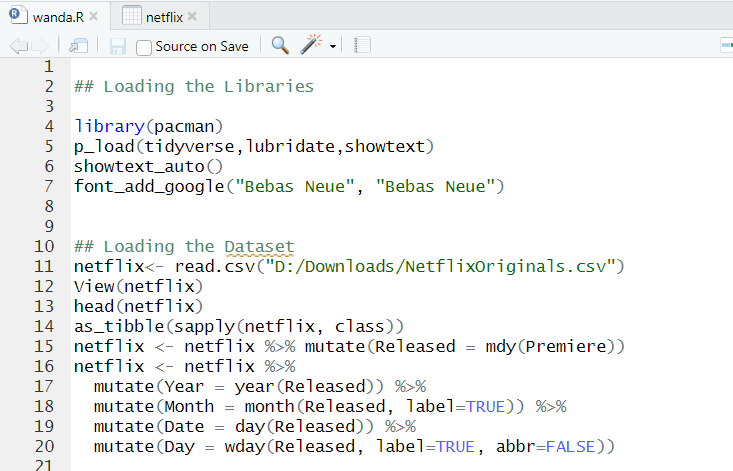 wanda.R netflix
Source on Save
1
2 ## Loading the Libraries
3
4 library(pacman)
5 p_load(tidyverse,lubridate,showtext)
6 showtext_auto()
7 font_add_google("Bebas Neue", "Bebas Neue")
8
9
10 ## Loading the Dataset
11 netflix<- read.csv("D:/Downloads/NetflixOriginals.csv")
12 View(netflix)
13 head(netflix)
14 as_tibble(sapply(netflix, class))
15 netflix <- netflix %>% mutate(Released = mdy(Premiere))
16 netflix <- netflix %>%
17   mutate(Year = year(Released)) %>%
18   mutate(Month = month(Released, label=TRUE)) %>%
19   mutate(Date = day(Released)) %>%
20   mutate(Day = wday(Released, label=TRUE, abbr=FALSE))
21